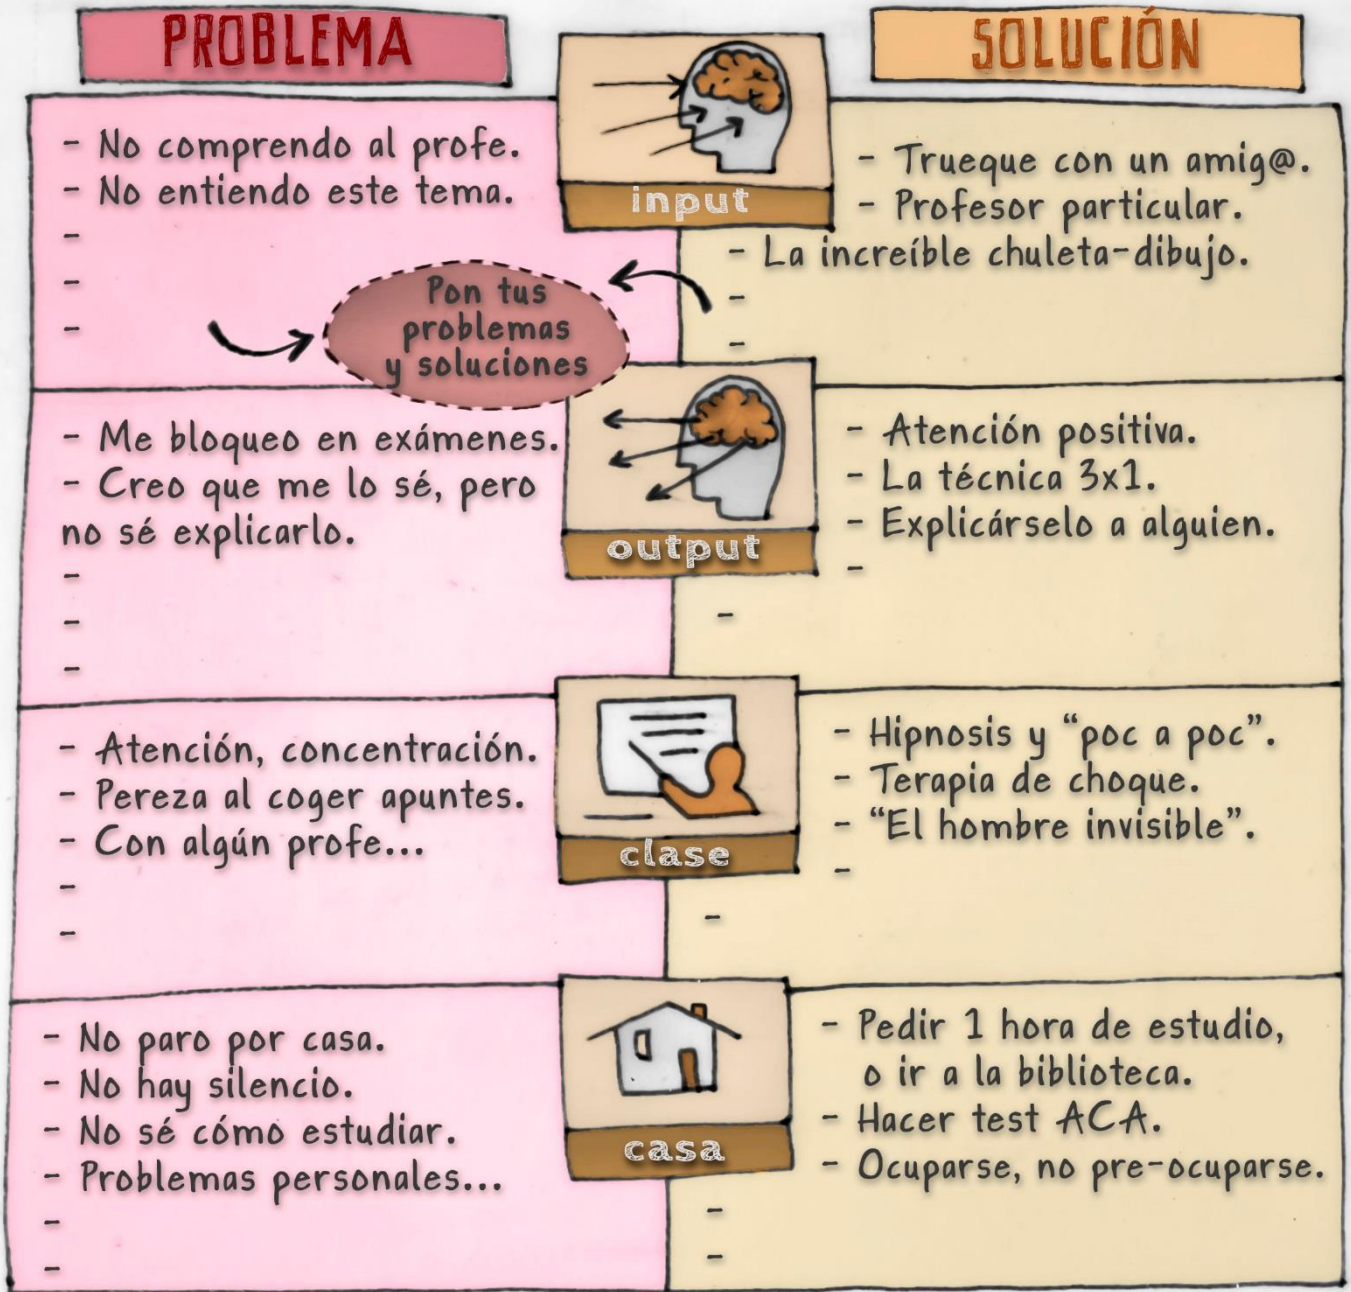 PROBLEMA
SOLUCIÓN
- No comprendo al profe.
- No entiendo este tema.
-
-
-
input
- Trueque con un amig@.
- Profesor particular.
- La increíble chuleta-dibujo.
-
-
Pon tus
problemas
y soluciones
- Me bloqueo en exámenes.
- Creo que me lo sé, pero
no sé explicarlo.
-
-
-
output
- Atención positiva.
- La técnica 3x1.
- Explicárselo a alguien.
-
-
- Atención, concentración.
- Pereza al coger apuntes.
- Con algún profe...
-
-
clase
- Hipnosis y “poc a poc”.
- Terapia de choque.
- “El hombre invisible”.
-
-
- No paro por casa.
- No hay silencio.
- No sé cómo estudiar.
- Problemas personales...
-
-
casa
- Pedir 1 hora de estudio,
o ir a la biblioteca.
- Hacer test ACA.
- Ocuparse, no pre-ocuparse.
-
-